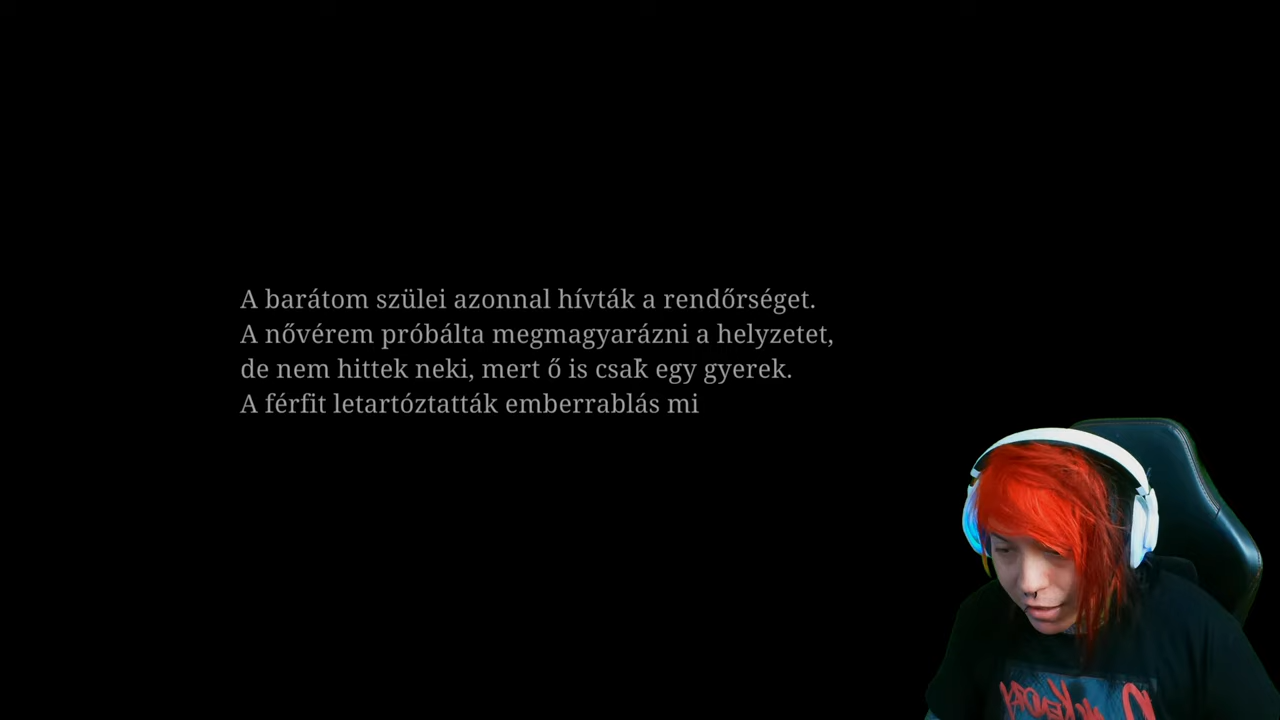 A barátom szülei azonnal hívták a rendőrséget.
A nővérem próbálta megmagyarázni a helyzetet,
de nem hittek neki, mert ő is csak egy gyerek.
A férfit letartóztatták emberrablás mi